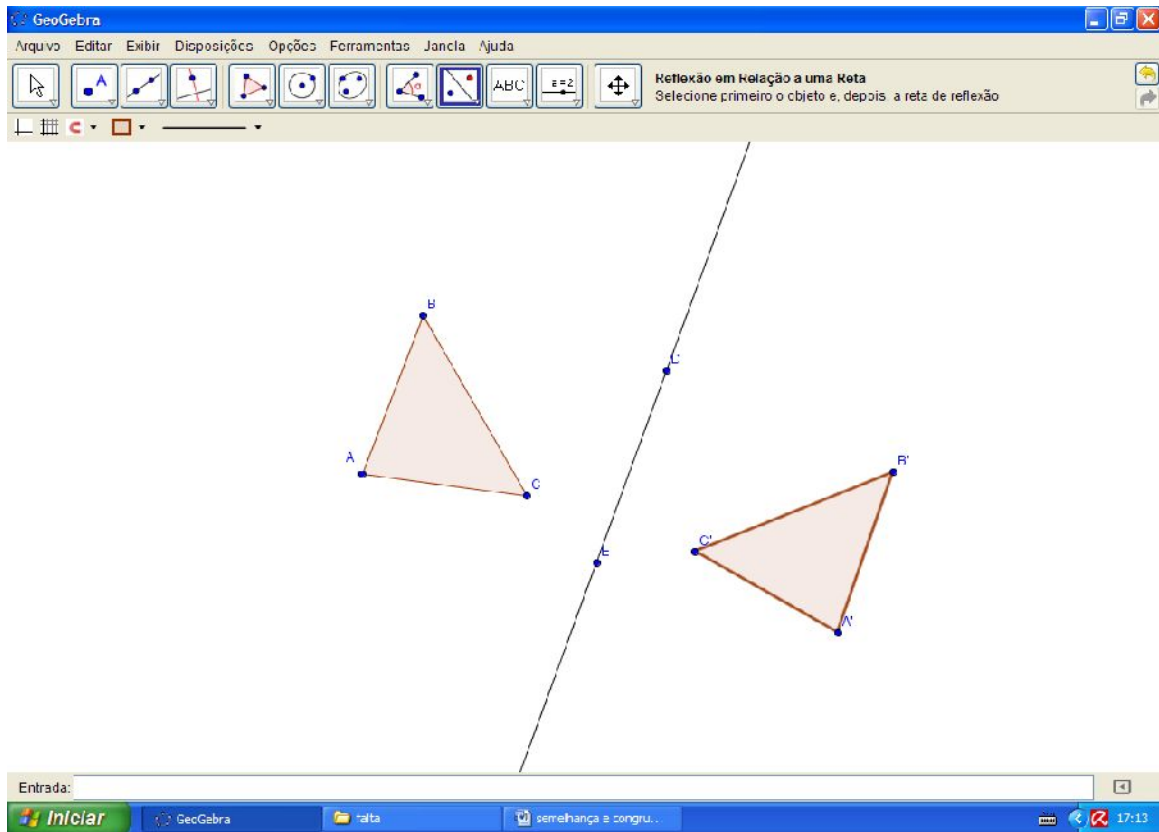 GeoGebra
Arquivo Editar Exibir Disposições Opções Ferramentas Janela Ajuda
A
ABC
a=2
Reflexão em Relação a uma Reta
Selecione primeiro o objeto e, depois, a reta de reflexão
B
A
C
B'
C'
E
A'
Entrada:
Iniciar GeoGebra falta semelhança e congru... 17:13